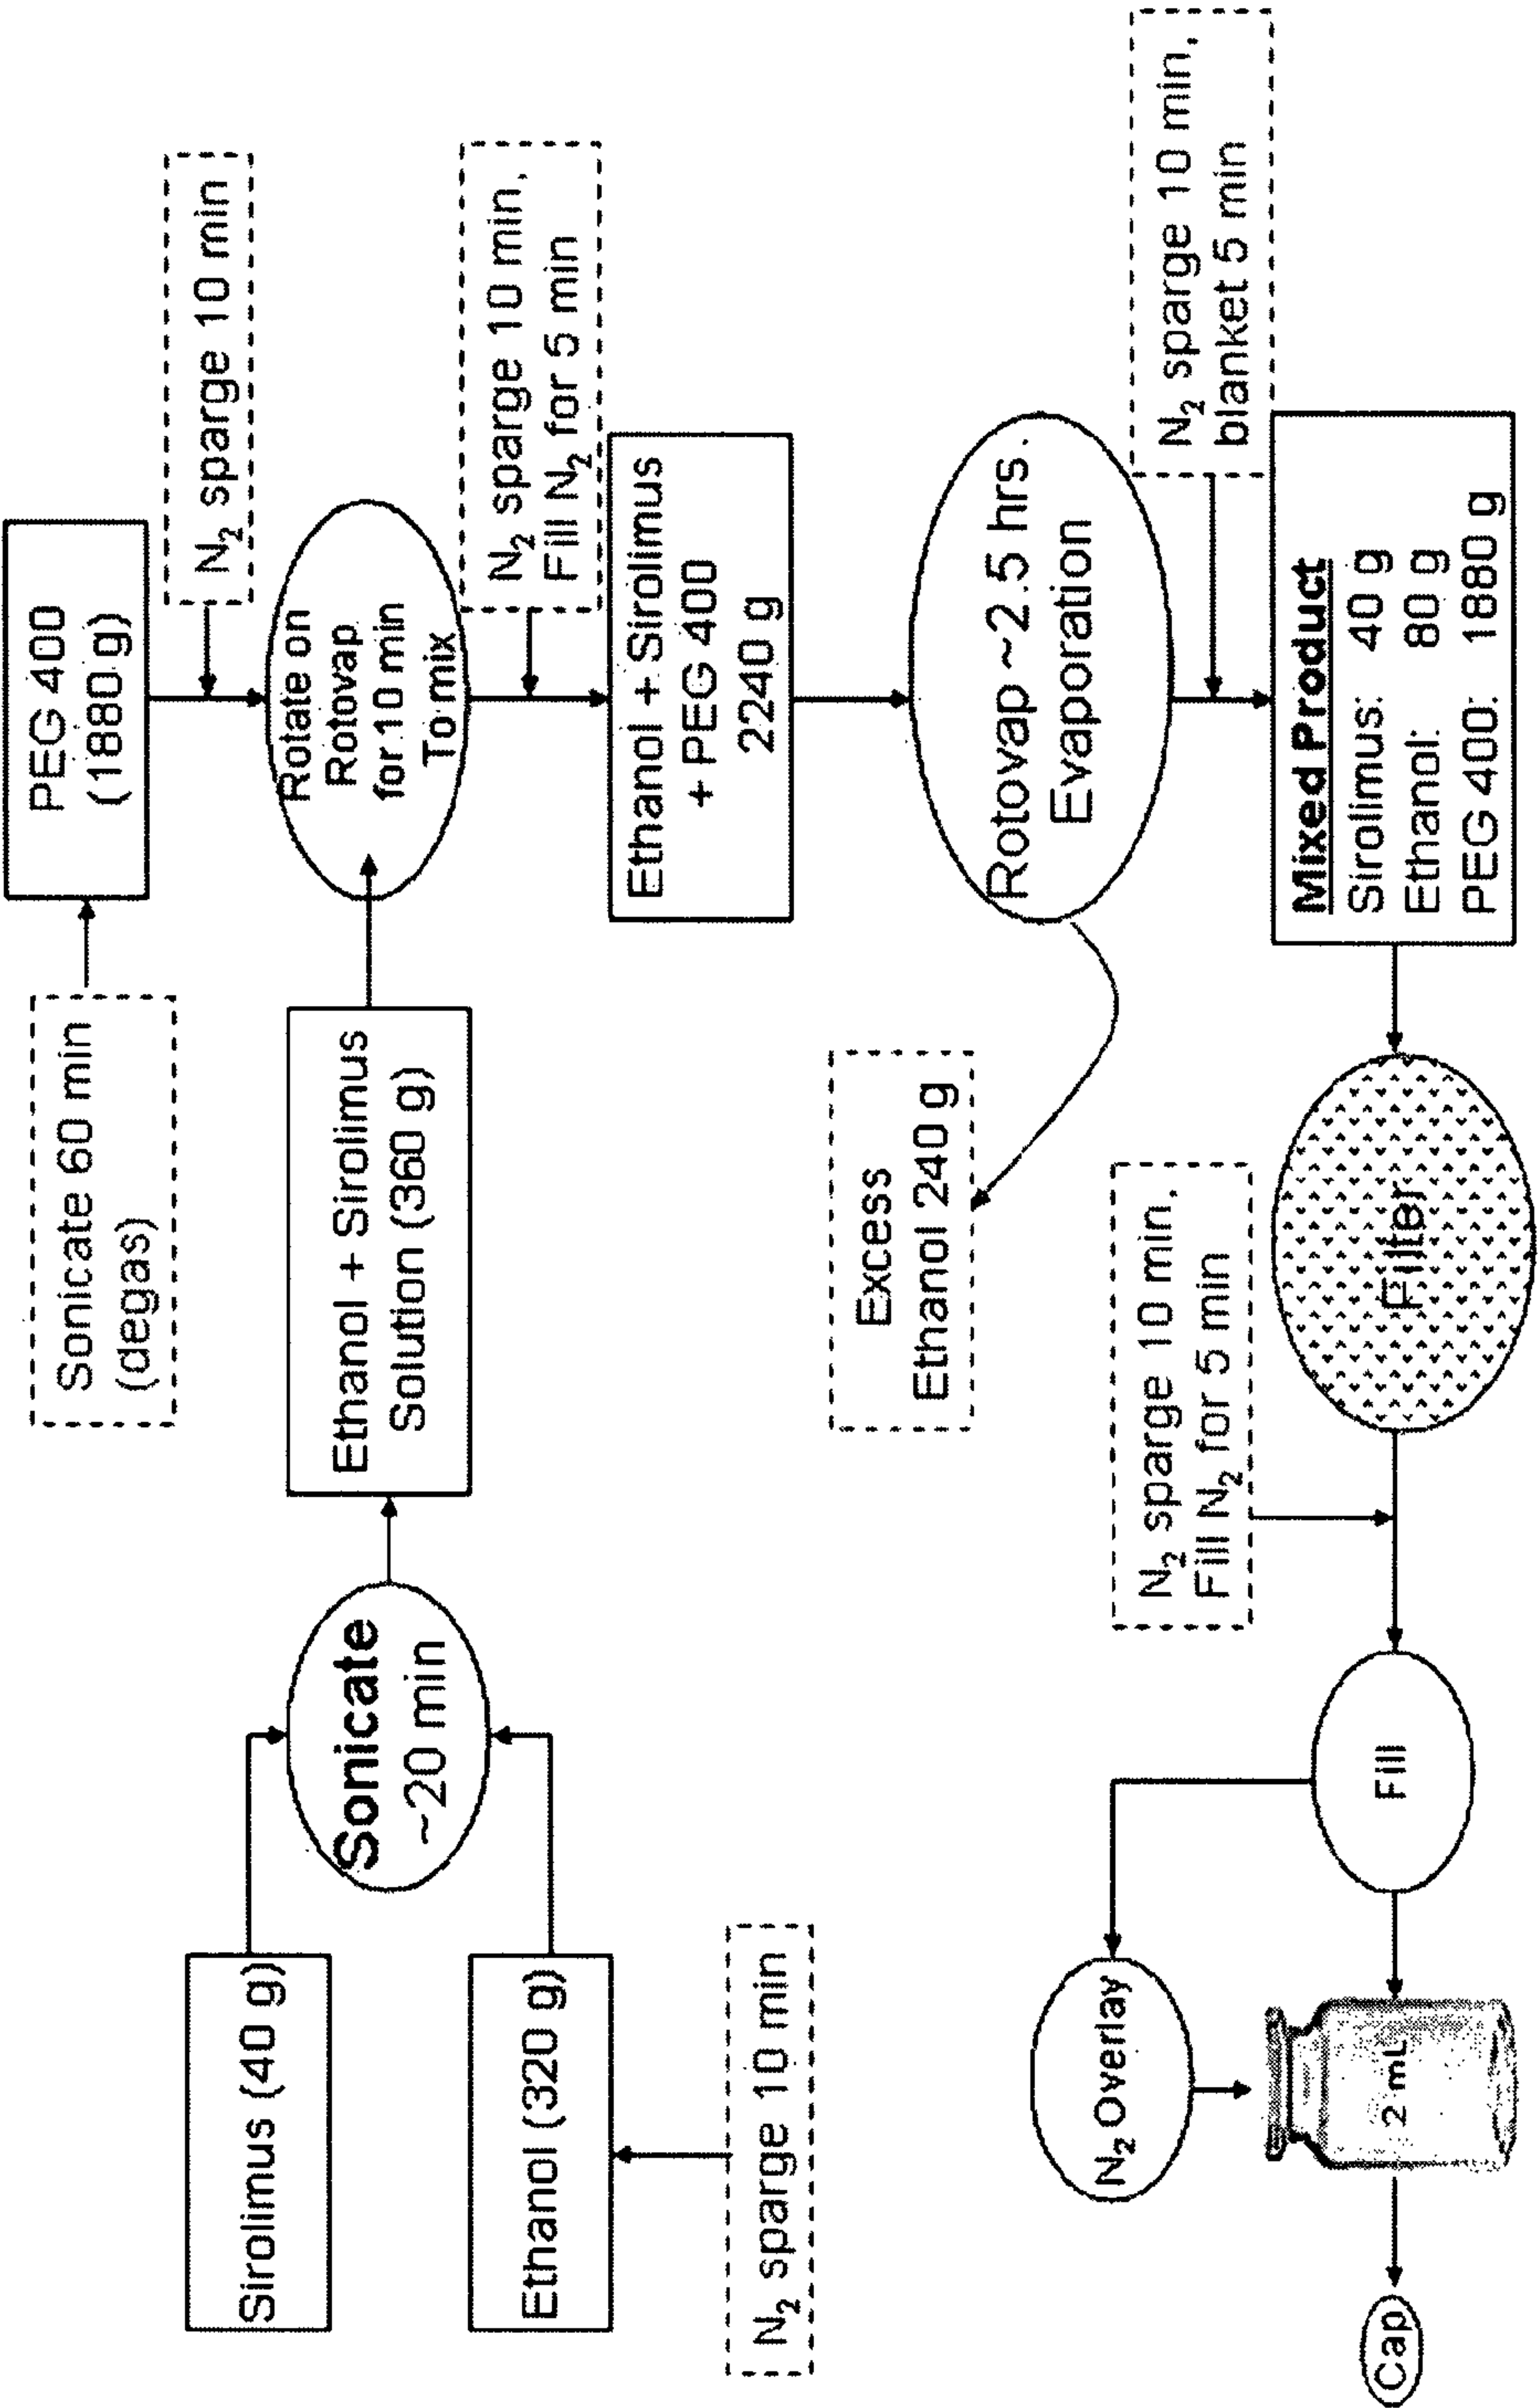 Sirolimus (40 g)
Ethanol (320 g)
N₂ sparge 10 min
Sonicate
~20 min
Ethanol + Sirolimus
Solution (360 g)
Sonicate 60 min
(degas)
PEG 400
(1880 g)
N₂ sparge 10 min
Rotate on
Rotovap
for 10 min
To mix
N₂ sparge 10 min,
Fill N₂ for 5 min
Ethanol + Sirolimus
+ PEG 400
2240 g
Rotovap ~2.5 hrs.
Evaporation
Excess
Ethanol 240 g
N₂ sparge 10 min,
blanket 5 min
Mixed Product
Sirolimus: 40 g
Ethanol: 80 g
PEG 400: 1880 g
Filter
N₂ sparge 10 min,
Fill N₂ for 5 min
Fill
N₂ Overlay
2 mL
Cap